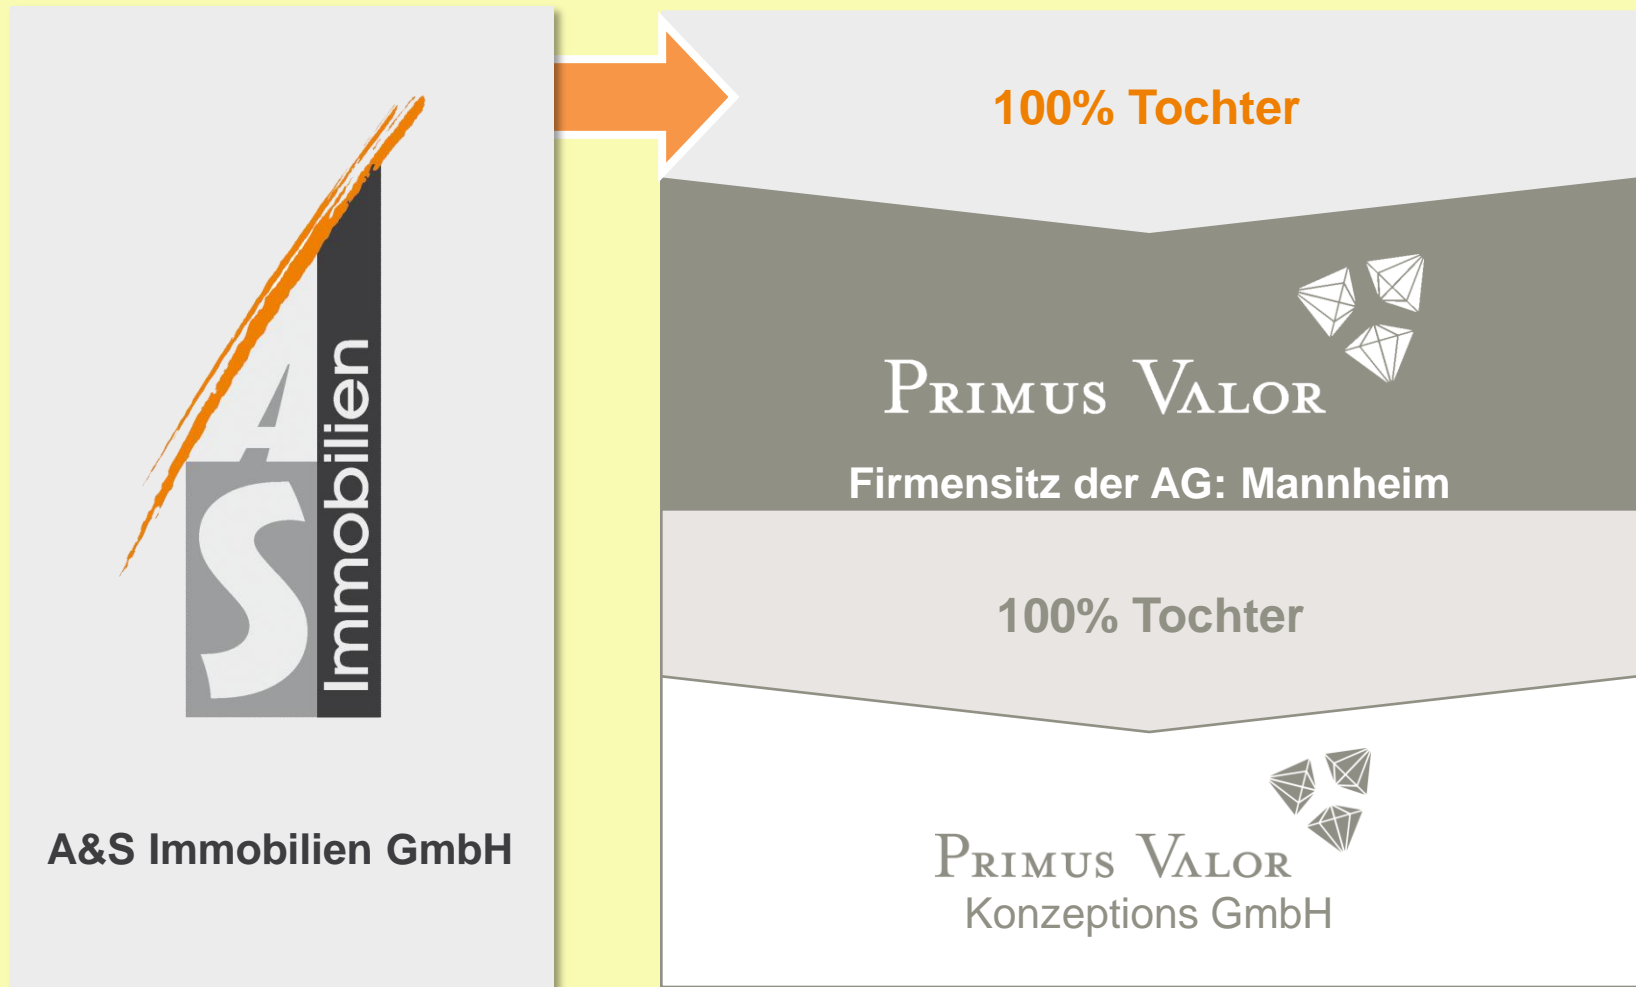 A
S
Immobilien
A&S Immobilien GmbH
100% Tochter
PRIMUS VALOR
Firmensitz der AG: Mannheim
100% Tochter
PRIMUS VALOR
Konzeptions GmbH